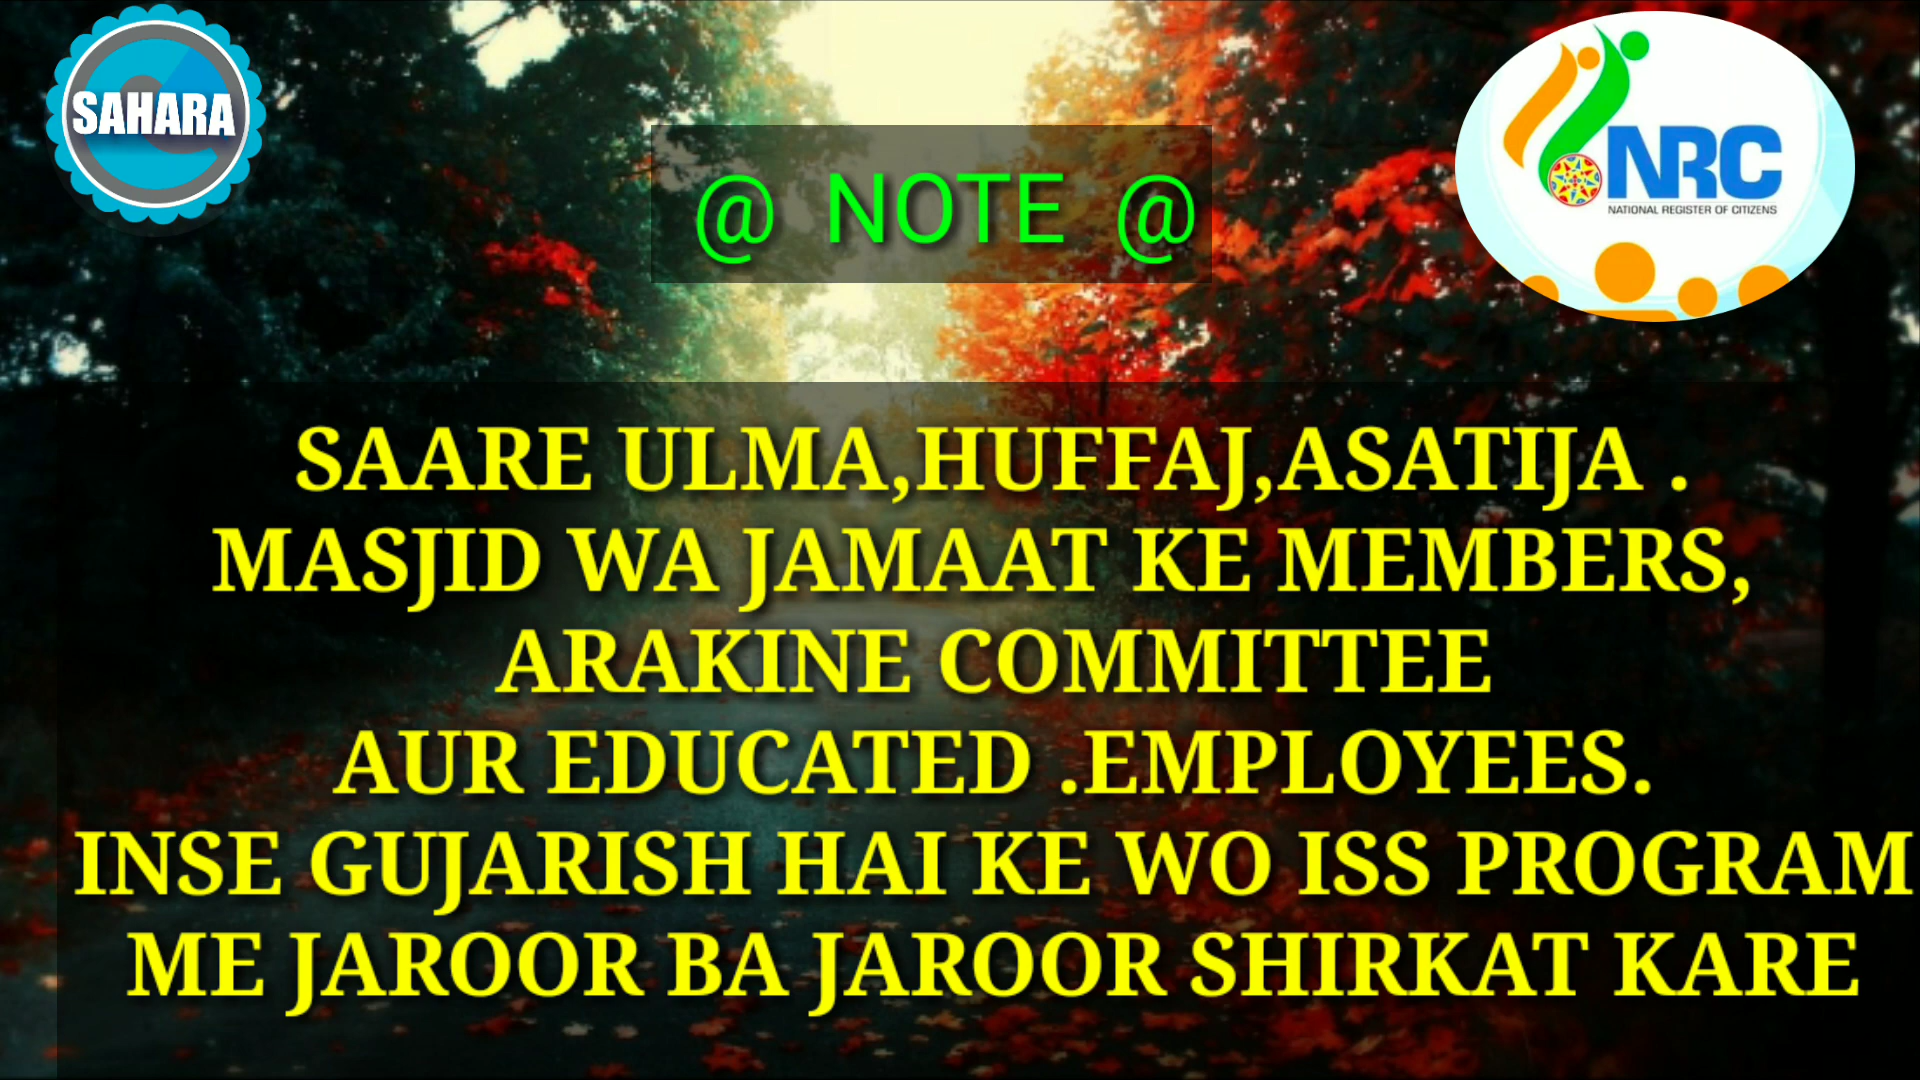 SAHARA
@ NOTE @
NRC
NATIONAL REGISTER OF CITIZENS
SAARE ULMA,HUFFAJ,ASATIJA .
MASJID WA JAMAAT KE MEMBERS,
ARAKINE COMMITTEE
AUR EDUCATED .EMPLOYEES.
INSE GUJARISH HAI KE WO ISS PROGRAM
ME JAROOR BA JAROOR SHIRKAT KARE